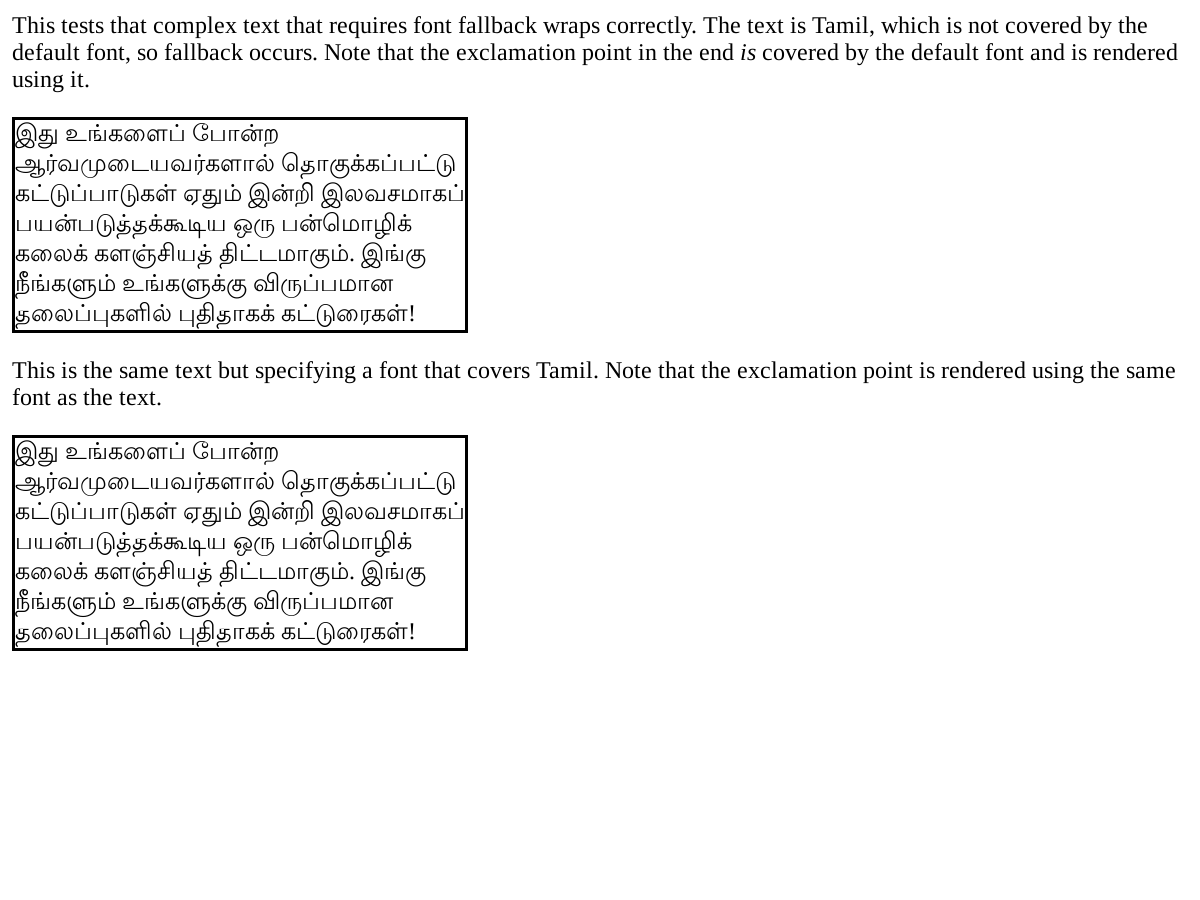 This tests that complex text that requires font fallback wraps correctly. The text is Tamil, which is not covered by the
default font, so fallback occurs. Note that the exclamation point in the end is covered by the default font and is rendered
using it.
இது உங்களைப் போன்ற
ஆர்வமுடையவர்களால் தொகுக்கப்பட்டு
கட்டுப்பாடுகள் ஏதும் இன்றி இலவசமாகப்
பயன்படுத்தக்கூடிய ஒரு பன்மொழிக்
கலைக் களஞ்சியத் திட்டமாகும். இங்கு
நீங்களும் உங்களுக்கு விருப்பமான
தலைப்புகளில் புதிதாகக் கட்டுரைகள்!
This is the same text but specifying a font that covers Tamil. Note that the exclamation point is rendered using the same
font as the text.
இது உங்களைப் போன்ற
ஆர்வமுடையவர்களால் தொகுக்கப்பட்டு
கட்டுப்பாடுகள் ஏதும் இன்றி இலவசமாகப்
பயன்படுத்தக்கூடிய ஒரு பன்மொழிக்
கலைக் களஞ்சியத் திட்டமாகும். இங்கு
நீங்களும் உங்களுக்கு விருப்பமான
தலைப்புகளில் புதிதாகக் கட்டுரைகள்!